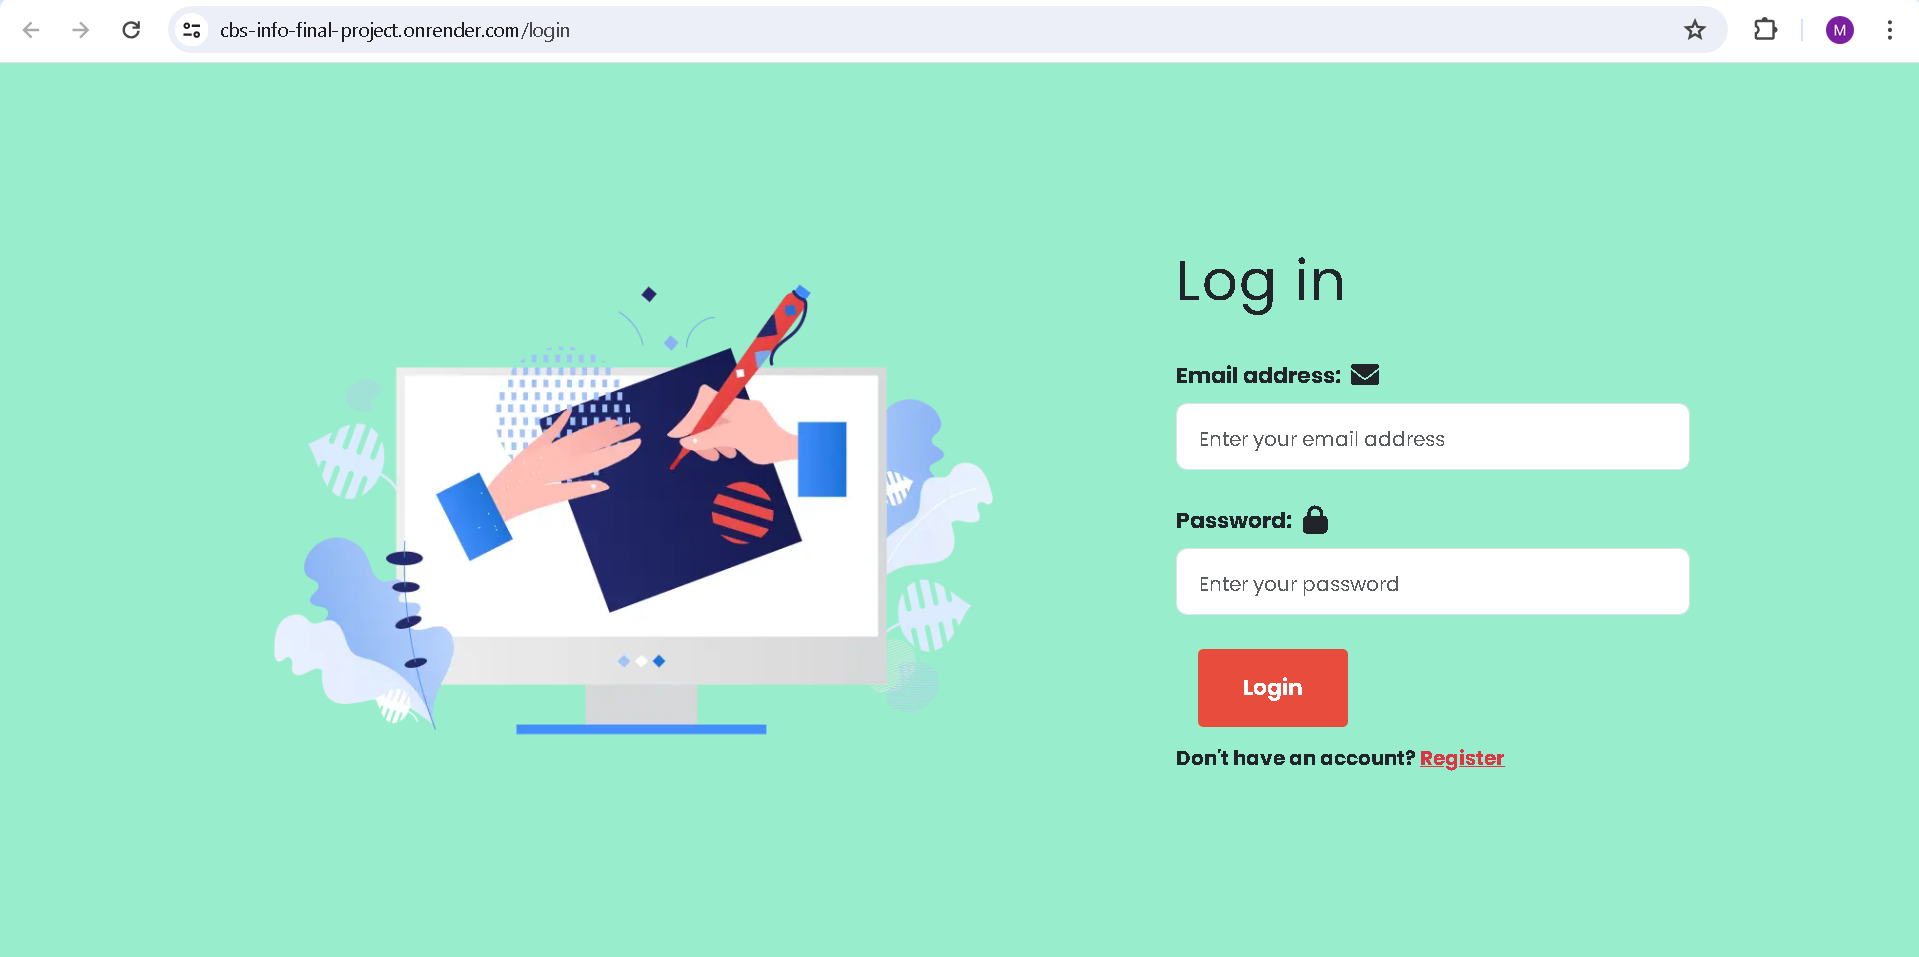 cbs-info-final-project.onrender.com/login
M
Log in
Email address:
Enter your email address
Password:
Enter your password
Login
Don't have an account? Register